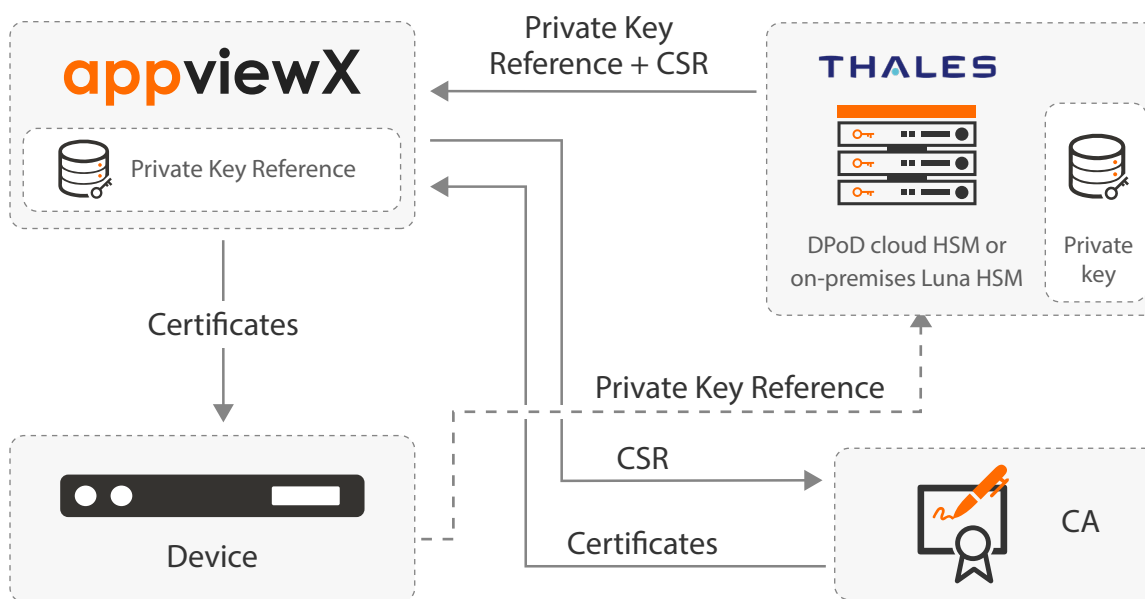 appviewX
Private Key Reference
Private Key
Reference + CSR
THALES
DPoD cloud HSM or
on-premises Luna HSM
Private
key
Certificates
Private Key Reference
CSR
Certificates
Device
CA